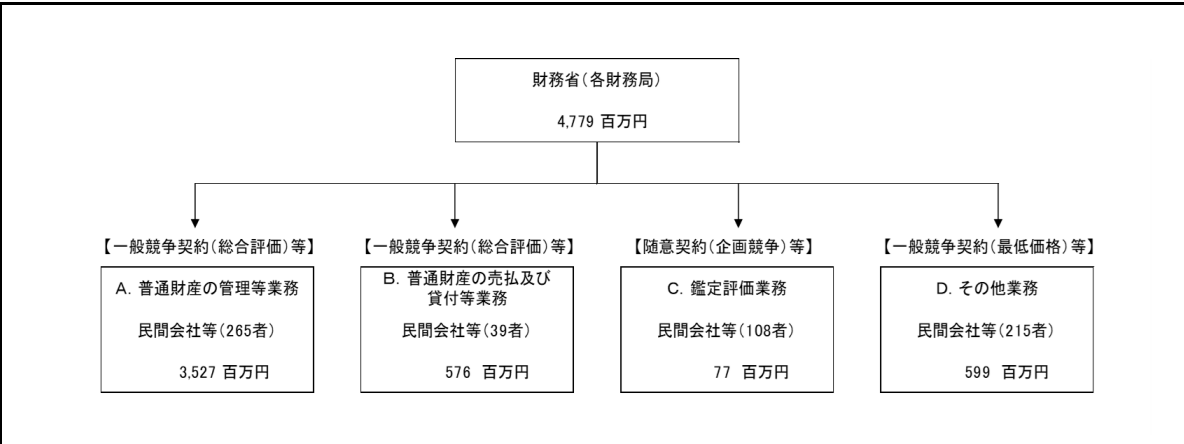 財務省(各財務局)
4,779 百万円
【一般競争契約(総合評価)等】
A. 普通財産の管理等業務
民間会社等(265者)
3,527 百万円
【一般競争契約(総合評価)等】
B. 普通財産の売払及び
貸付等業務
民間会社等(39者)
576 百万円
【随意契約(企画競争)等】
C. 鑑定評価業務
民間会社等(108者)
77 百万円
【一般競争契約(最低価格)等】
D. その他業務
民間会社等(215者)
599 百万円